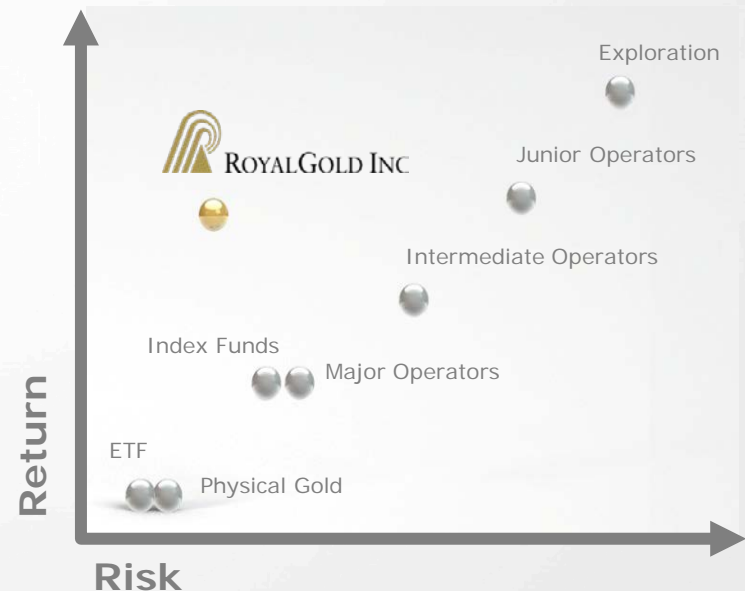 Exploration
ROYALGOLD INC
Junior Operators
Intermediate Operators
Index Funds
Major Operators
ETF
Physical Gold
Return
Risk